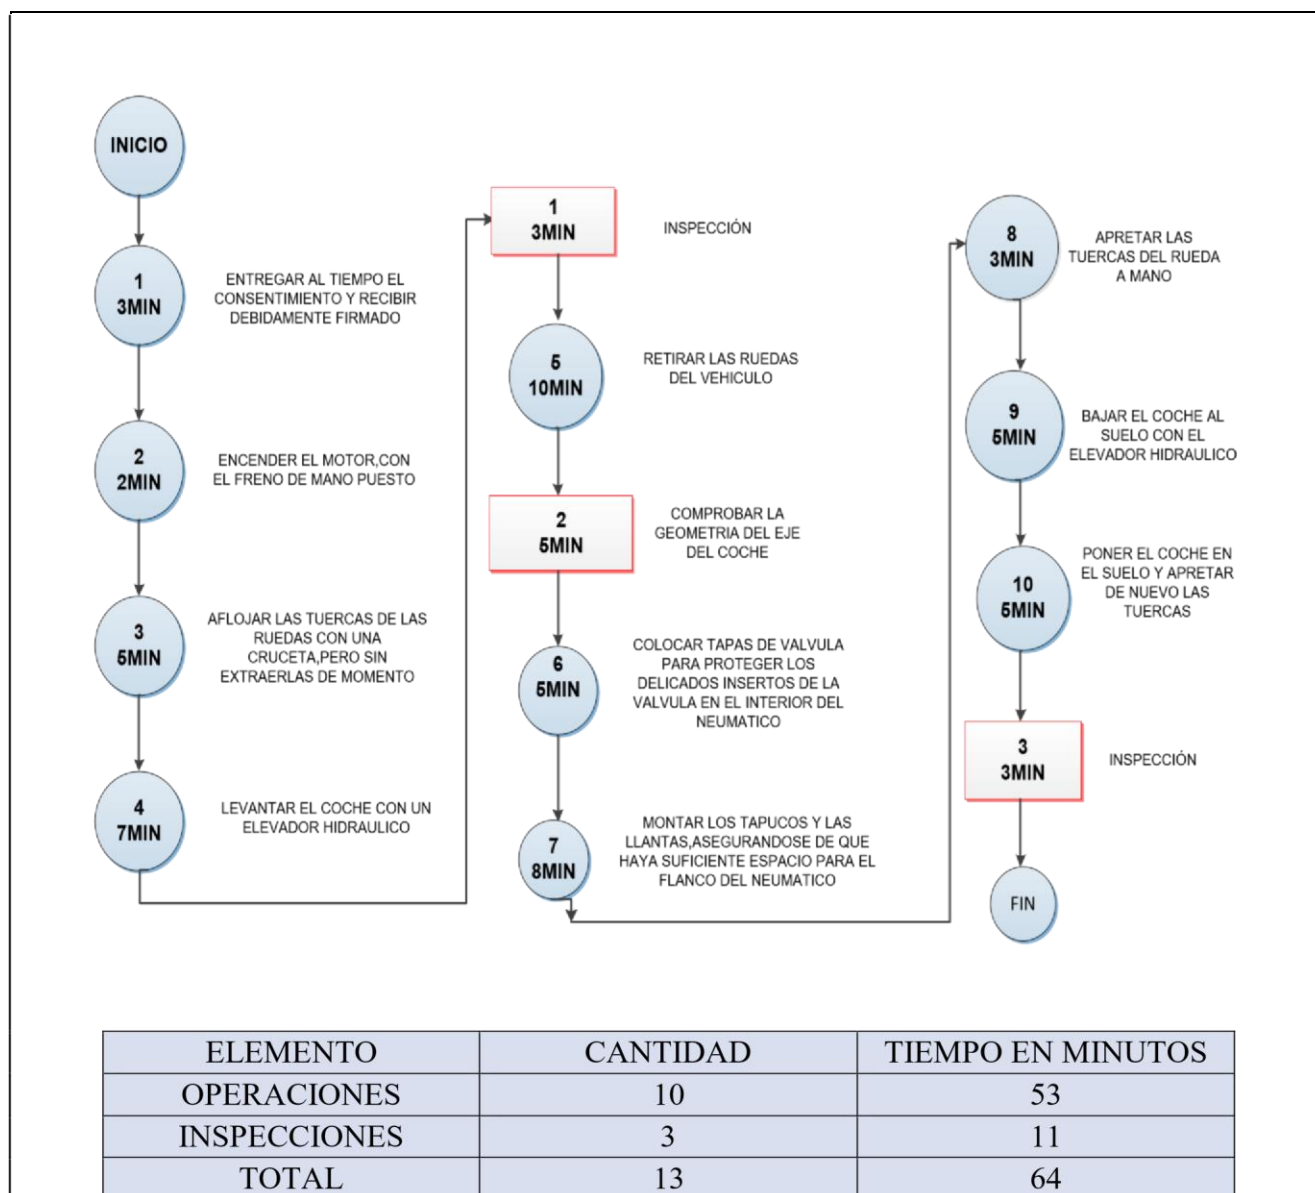 INICIO
1
3MIN
ENTREGAR AL TIEMPO EL
CONSENTIMIENTO Y RECIBIR
DEBIDAMENTE FIRMADO
2
2MIN
ENCENDER EL MOTOR,CON
EL FRENO DE MANO PUESTO
3
5MIN
AFLOJAR LAS TUERCAS DE LAS
RUEDAS CON UNA
CRUCETA,PERO SIN
EXTRAERLAS DE MOMENTO
4
7MIN
LEVANTAR EL COCHE CON UN
ELEVADOR HIDRAULICO
1
3MIN
INSPECCIÓN
5
10MIN
RETIRAR LAS RUEDAS
DEL VEHICULO
2
5MIN
COMPROBAR LA
GEOMETRIA DEL EJE
DEL COCHE
6
5MIN
COLOCAR TAPAS DE VALVULA
PARA PROTEGER LOS
DELICADOS INSERTOS DE LA
VALVULA EN EL INTERIOR DEL
NEUMATICO
7
8MIN
MONTAR LOS TAPUCOS Y LAS
LLANTAS,ASEGURANDOSE DE QUE
HAYA SUFICIENTE ESPACIO PARA EL
FLANCO DEL NEUMATICO
8
3MIN
APRETAR LAS
TUERCAS DEL RUEDA
A MANO
9
5MIN
BAJAR EL COCHE AL
SUELO CON EL
ELEVADOR HIDRAULICO
10
5MIN
PONER EL COCHE EN
EL SUELO Y APRETAR
DE NUEVO LAS
TUERCAS
3
3MIN
INSPECCIÓN
FIN
ELEMENTO CANTIDAD TIEMPO EN MINUTOS
OPERACIONES 10 53
INSPECCIONES 3 11
TOTAL 13 64